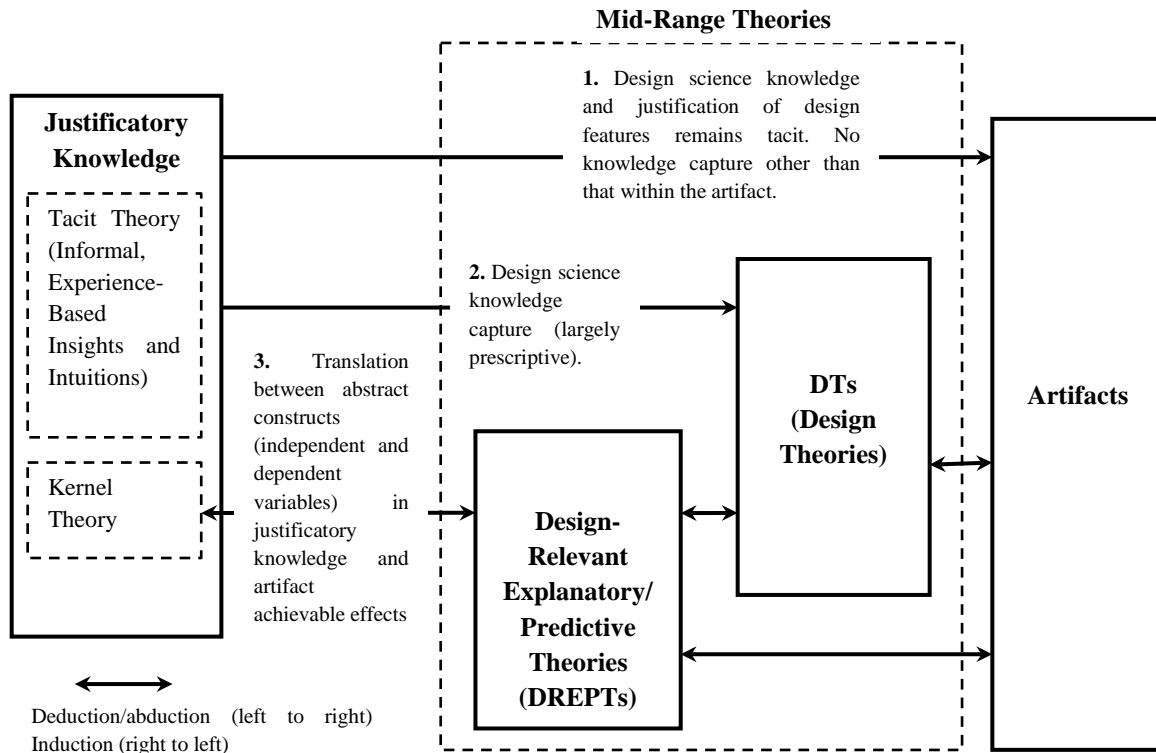 Mid-Range Theories
1. Design science knowledge
and justification of design
features remains tacit. No
knowledge capture other than
that within the artifact.
Justificatory
Knowledge
Tacit Theory
(Informal,
Experience-
Based
Insights and
Intuitions)
Kernel
Theory
2. Design science
knowledge
capture (largely
prescriptive).
3. Translation
between abstract
constructs
(independent and
dependent
variables) in
justificatory
knowledge and
artifact
achievable effects
DTs
(Design
Theories)
Design-
Relevant
Explanatory/
Predictive
Theories
(DREPTs)
Artifacts
Deduction/abduction (left to right)
Induction (right to left)